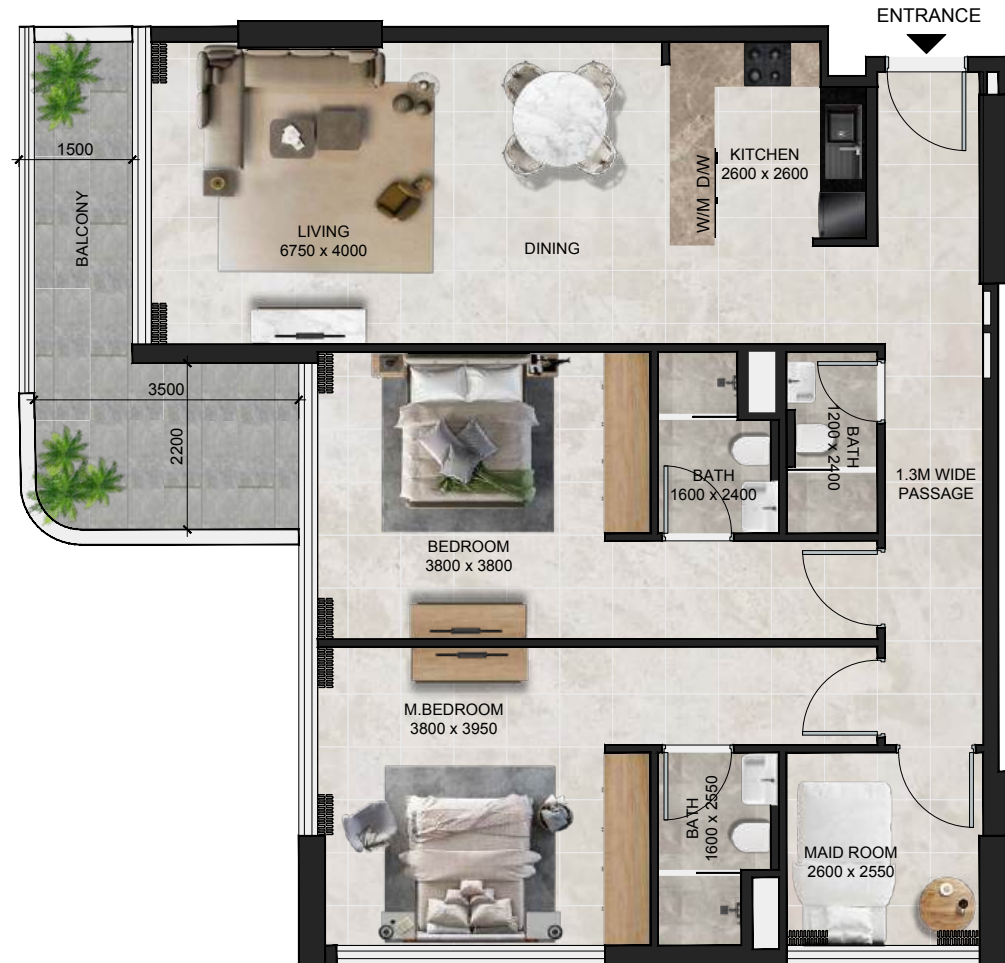 ENTRANCE
1500
BALCONY
LIVING
6750 x 4000
DINING
KITCHEN
2600 x 2600
W/M D/W
3500
2200
BEDROOM
3800 x 3800
BATH
1600 x 2400
BATH
1200 x 2400
1.3M WIDE
PASSAGE
M.BEDROOM
3800 x 3950
BATH
1600 x 2550
MAID ROOM
2600 x 2550